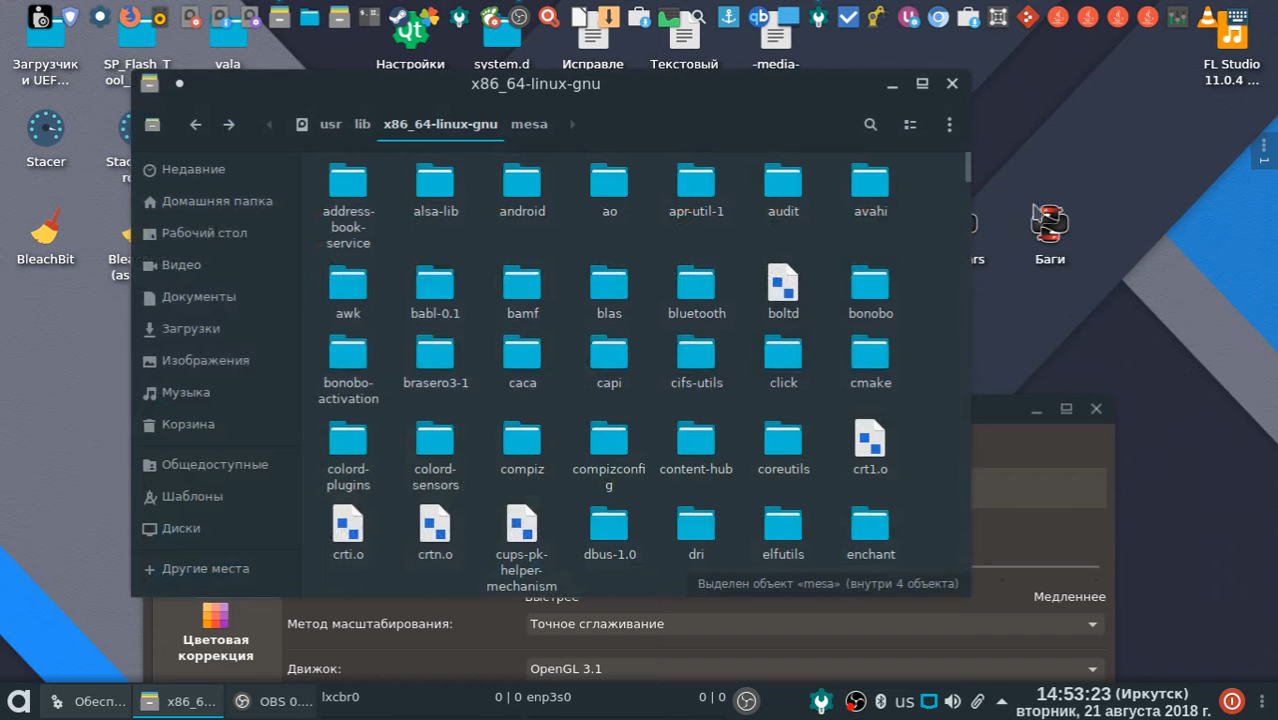 Загрузчи
и UEF...
SP_Flash_T
ool_...
vala
Настройки
system.d
Исправле
Текстовый
-media-
FL Studio
11.0.4 ...
Stacer
Stac
ro
BleachBit
Blea
(as
ars
Баги
x86_64-linux-gnu
usr lib x86_64-linux-gnu mesa
Недавние
Домашняя папка
Рабочий стол
Видео
Документы
Загрузки
Изображения
Музыка
Корзина
Общедоступные
Шаблоны
Диски
+ Другие места
address-
book-
service
alsa-lib
android
ao
apr-util-1
audit
avahi
awk
babl-0.1
bamf
blas
bluetooth
boltd
bonobo
bonobo-
activation
brasero3-1
caca
capi
cifs-utils
click
cmake
colord-
plugins
colord-
sensors
compiz
compizconfi
g
content-hub
coreutils
crt1.o
crti.o
crtn.o
cups-pk-
helper-
mechanism
dbus-1.0
dri
elfutils
enchant
Выделен объект «mesa» (внутри 4 объекта)
1
Быстрее
Медленнее
Цветовая
коррекция
Метод масштабирования:
Точное сглаживание
Движок:
OpenGL 3.1
Обесп...
x86_6...
OBS 0....
lxcbr0
0 | 0 enp3s0
0 | 0
us
14:53:23 (Иркутск)
вторник, 21 августа 2018 г.